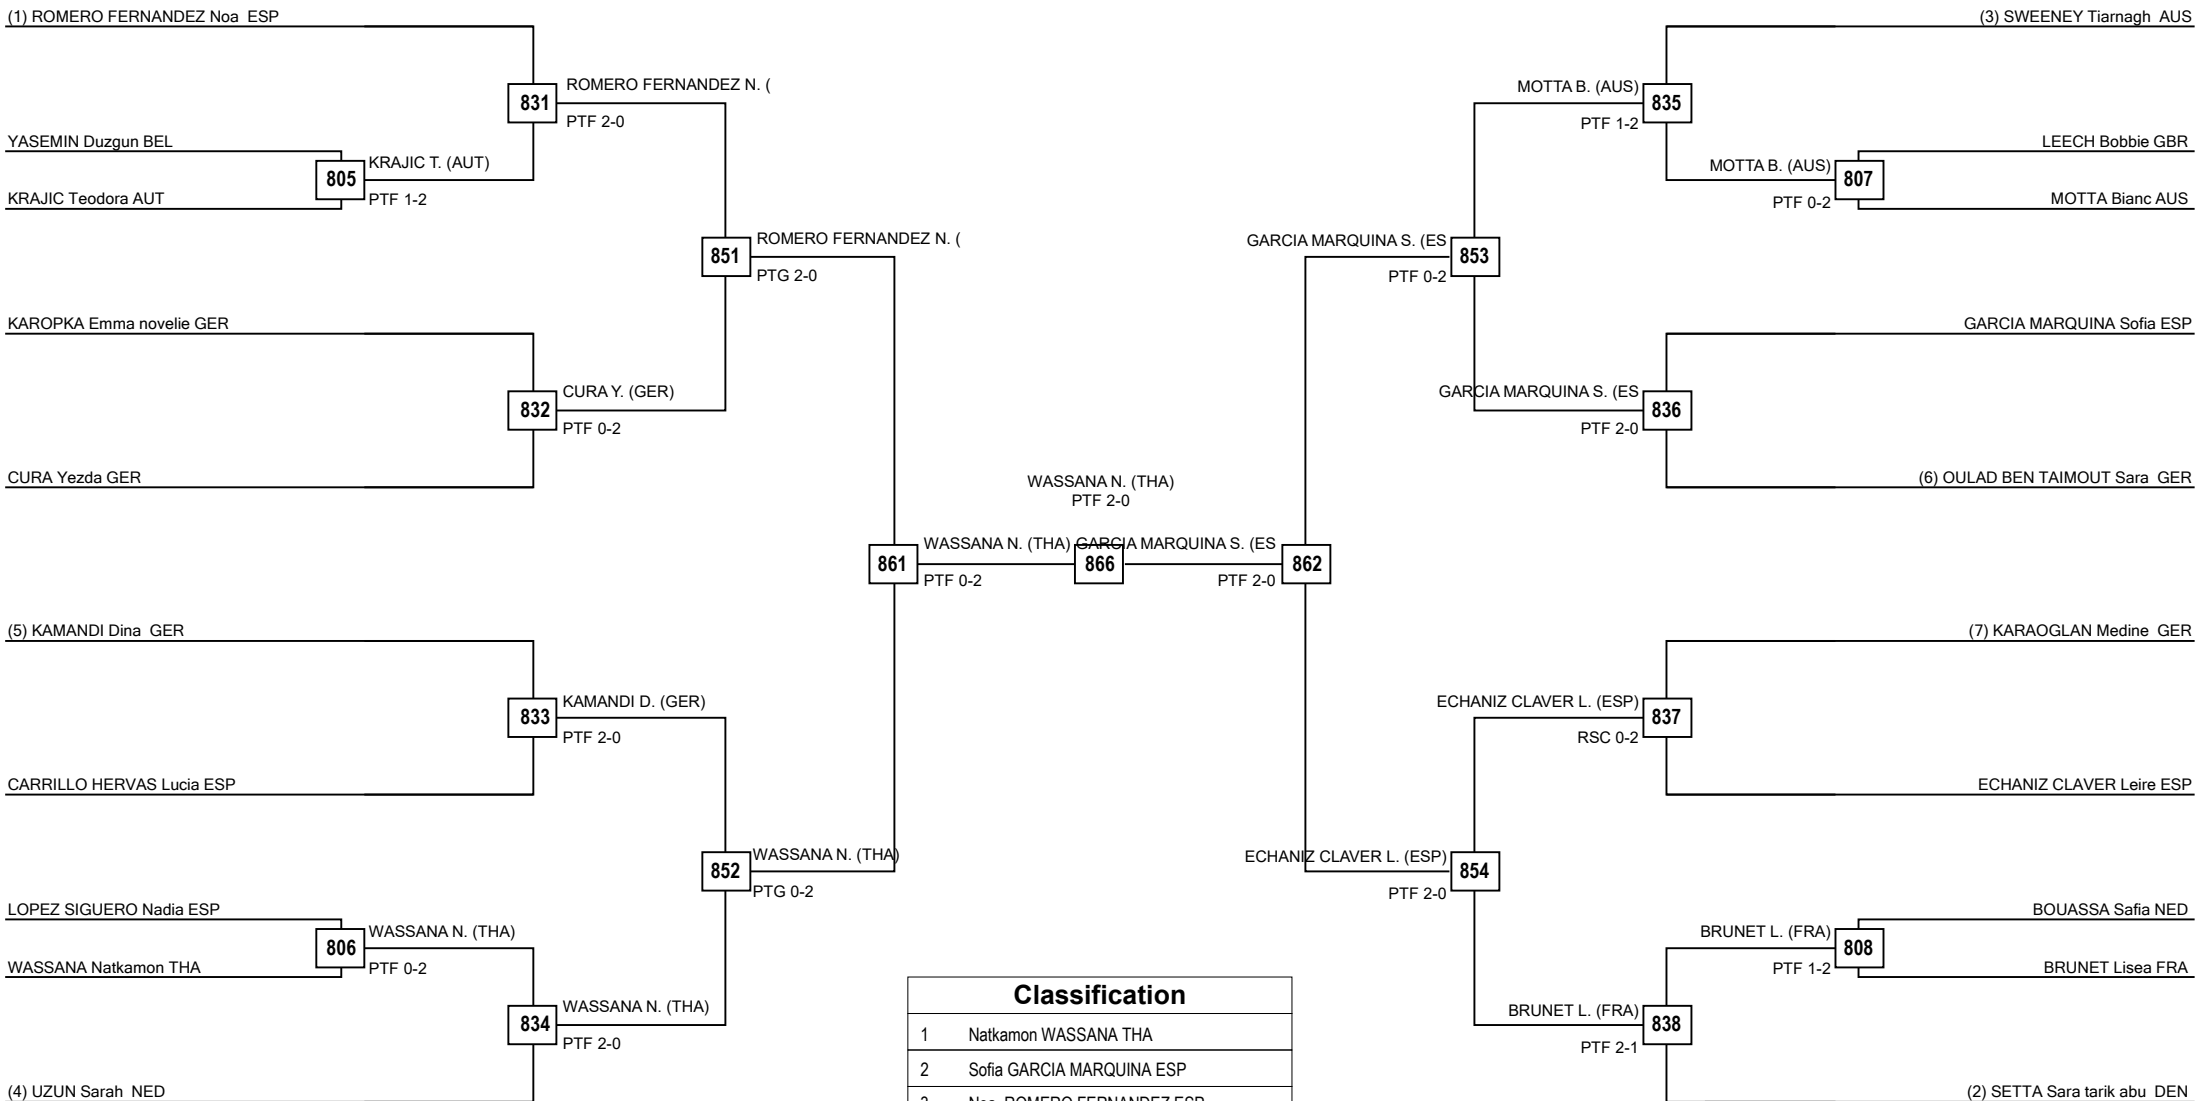 (1) ROMERO FERNANDEZ Noa ESP
ROMERO FERNANDEZ N. (
831
PTF 2-0
YASEMIN Duzgun BEL
KRAJIC T. (AUT)
805
KRAJIC Teodora AUT
PTF 1-2
ROMERO FERNANDEZ N. (
851
PTG 2-0
KAROPKA Emma novelie GER
CURA Y. (GER)
832
PTF 0-2
CURA Yezda GER
WASSANA N. (THA)
PTF 2-0
WASSANA N. (THA)
861
PTF 0-2
866
GARCIA MARQUINA S. (ES
862
PTF 2-0
(5) KAMANDI Dina GER
KAMANDI D. (GER)
833
PTF 2-0
CARRILLO HERVAS Lucia ESP
WASSANA N. (THA)
852
PTG 0-2
LOPEZ SIGUERO Nadia ESP
WASSANA N. (THA)
806
WASSANA Natkamon THA
PTF 0-2
WASSANA N. (THA)
834
PTF 2-0
(4) UZUN Sarah NED
(3) SWEENEY Tiarnagh AUS
MOTTA B. (AUS)
835
PTF 1-2
LEECH Bobbie GBR
MOTTA B. (AUS)
807
PTF 0-2
MOTTA Bianc AUS
GARCIA MARQUINA S. (ES
853
PTF 0-2
GARCIA MARQUINA Sofia ESP
GARCIA MARQUINA S. (ES
836
PTF 2-0
(6) OULAD BEN TAIMOUT Sara GER
(7) KARAOGLAN Medine GER
ECHANIZ CLAVER L. (ESP)
837
RSC 0-2
ECHANIZ CLAVER Leire ESP
ECHANIZ CLAVER L. (ESP)
854
PTF 2-0
BOUASSA Safia NED
BRUNET L. (FRA)
808
PTF 1-2
BRUNET Lisea FRA
BRUNET L. (FRA)
838
PTF 2-1
(2) SETTA Sara tarik abu DEN
Classification
1 Natkamon WASSANA THA
2 Sofia GARCIA MARQUINA ESP
3 Noa ROMERO FERNANDEZ ESP